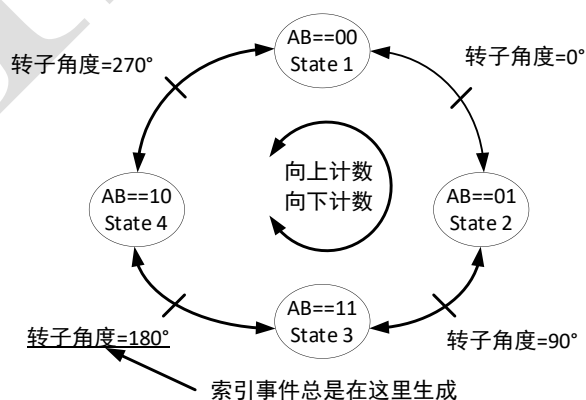 AB==00
State 1
转子角度=270°
转子角度=0°
向上计数
向下计数
AB==10
State 4
AB==01
State 2
AB==11
State 3
转子角度=180°
转子角度=90°
索引事件总是在这里生成